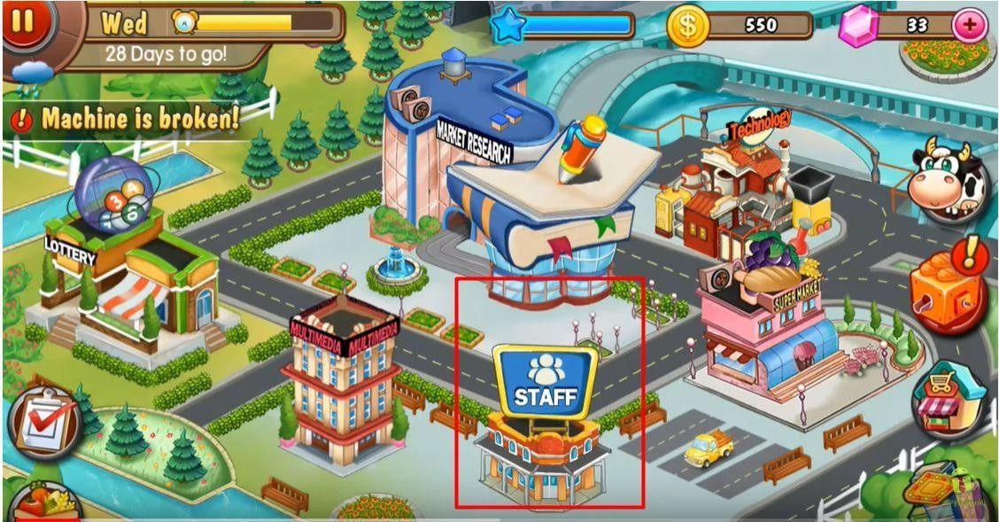 Wed
550
33
28 Days to go!
! Machine is broken!
MARKET RESEARCH
Technology
LOTTERY
SUPER MARKET
MULTIMEDIA MULTIMEDIA
STAFF